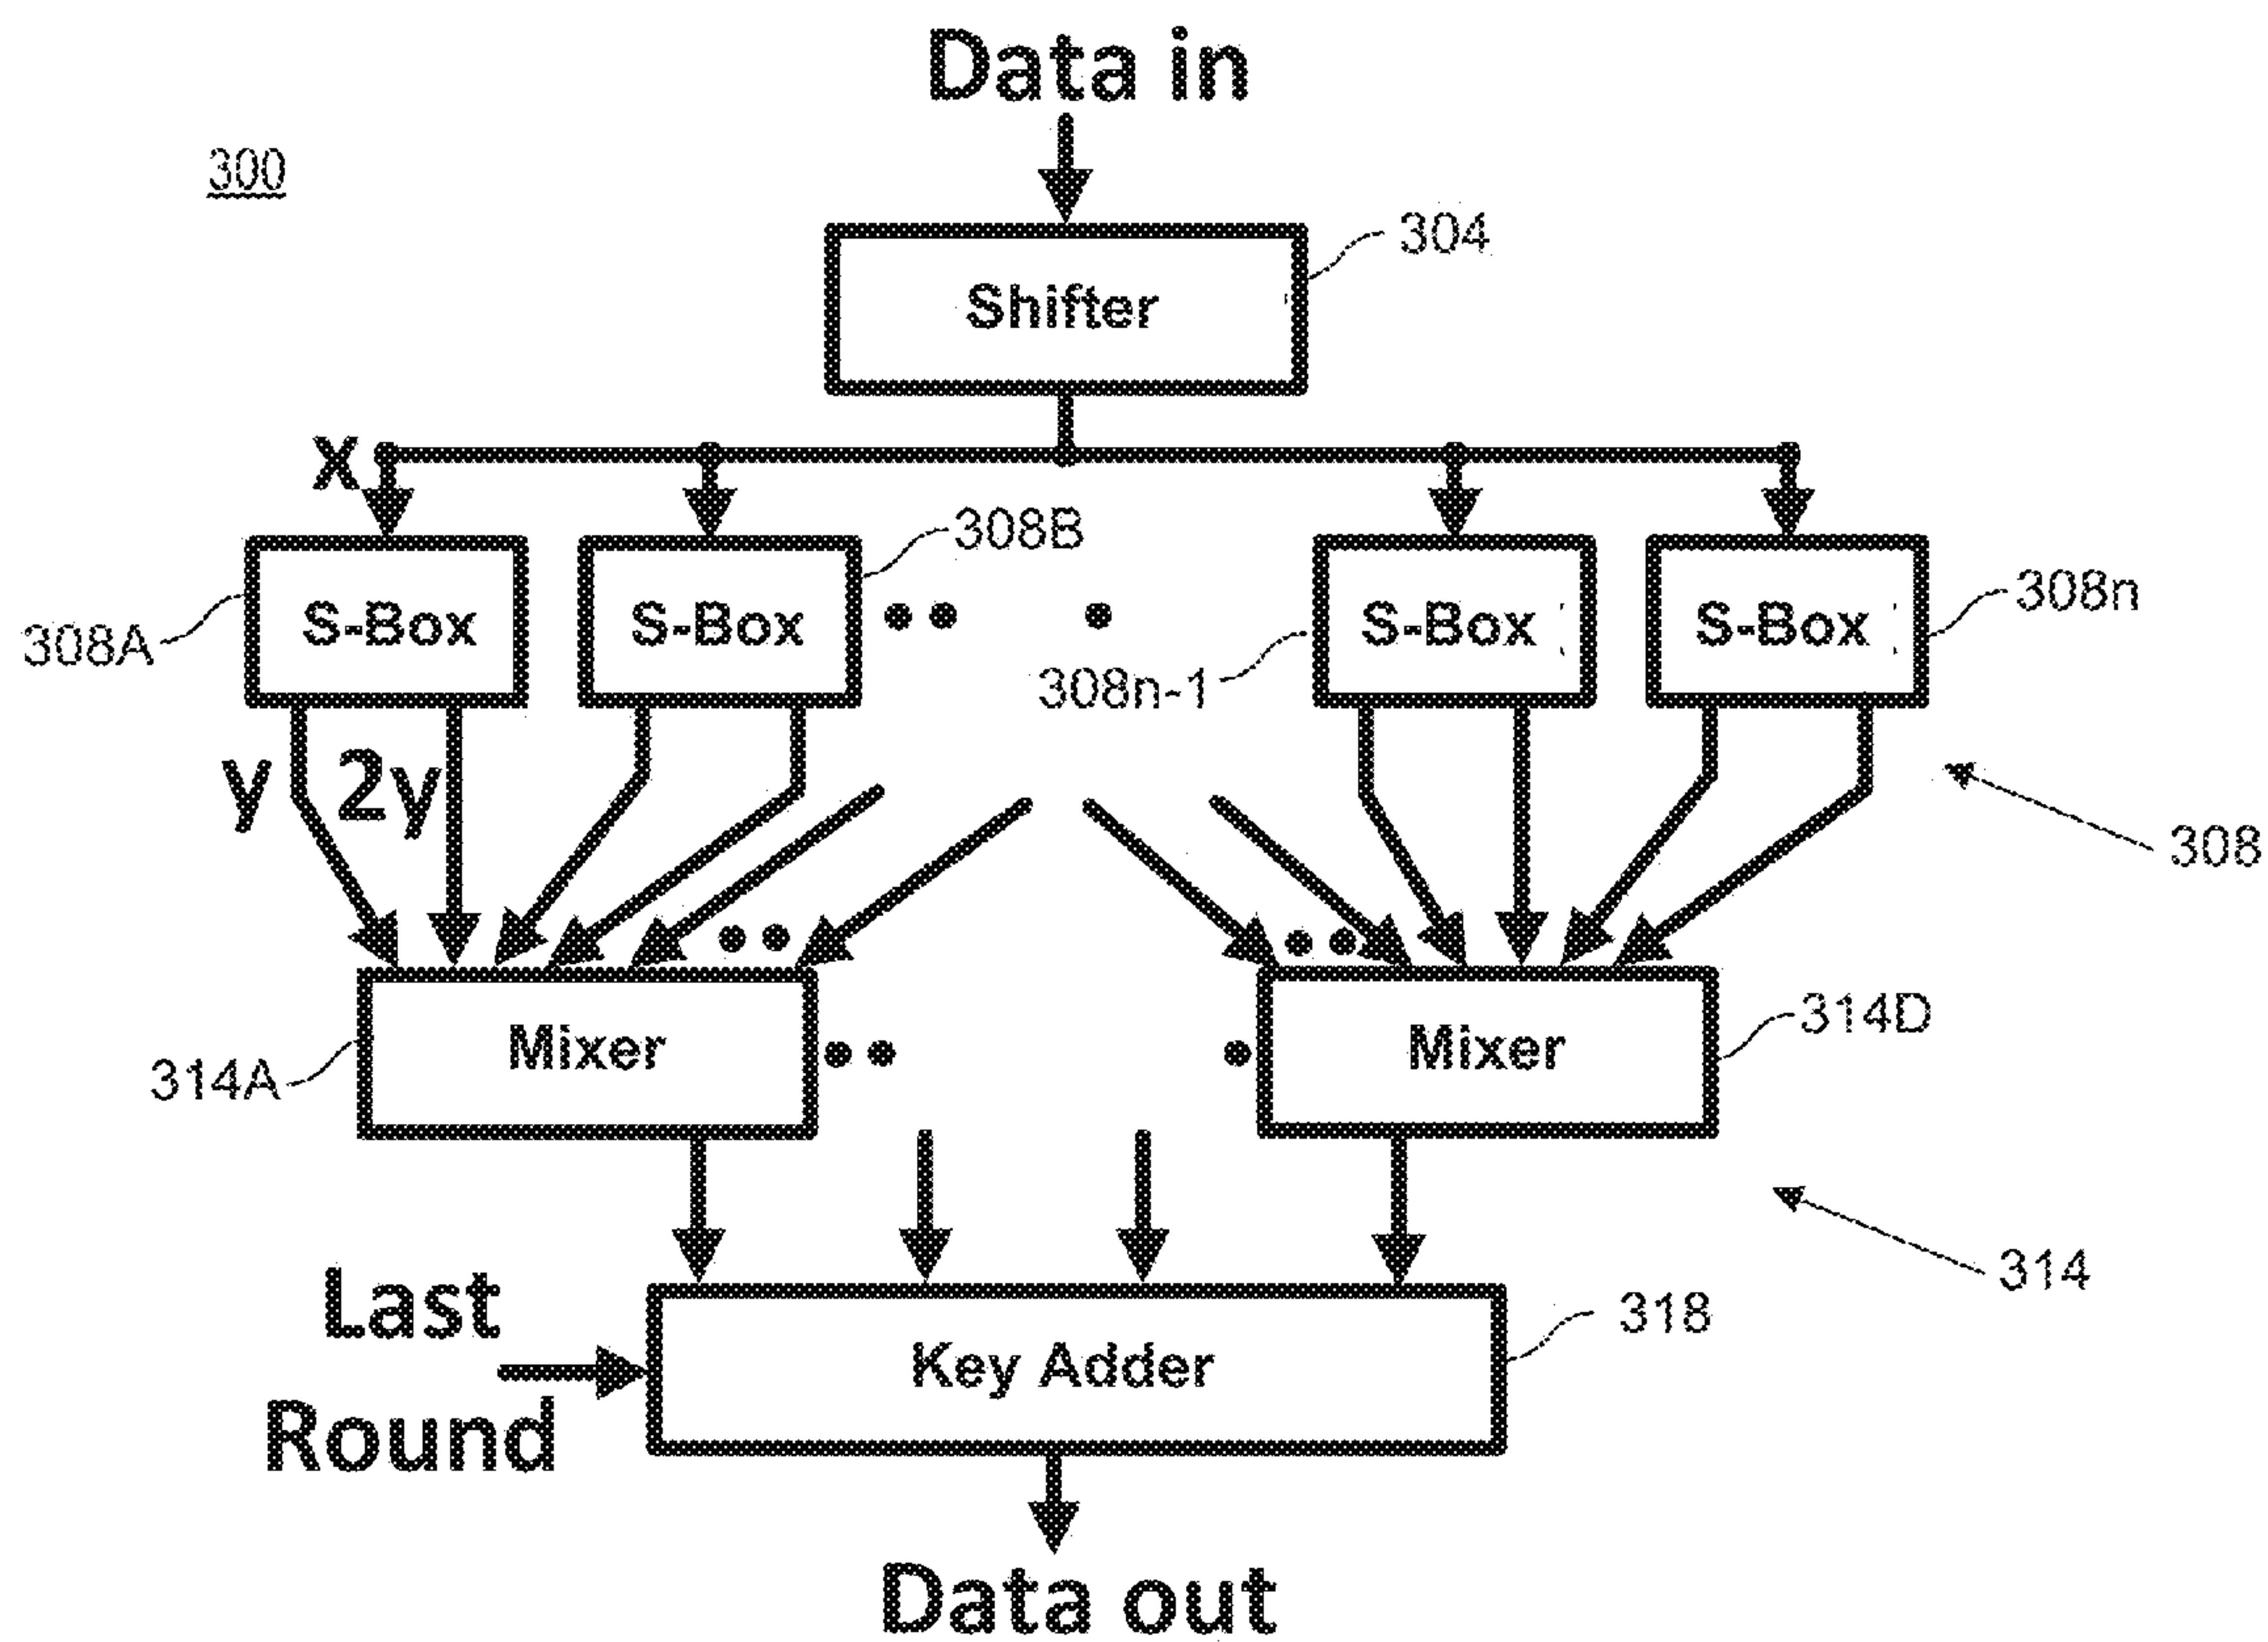 Data in
300
304
Shifter
x
308B
308A
S-Box
S-Box
S-Box
S-Box
308n
308n-1
y
2y
308
Mixer
Mixer
314A
314D
314
Last
Round
318
Key Adder
Data out